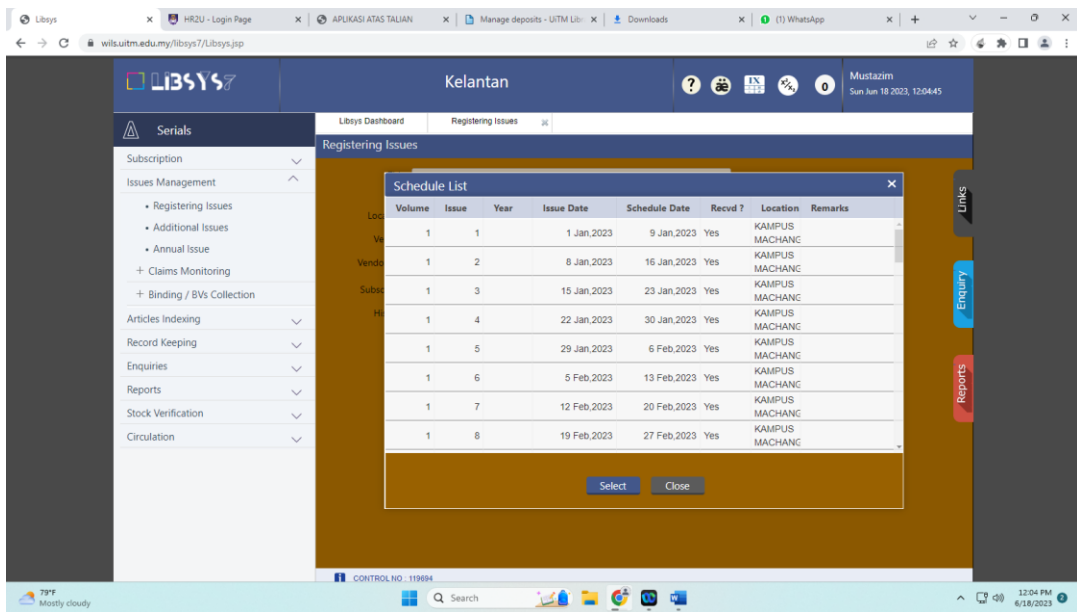 Libsys
HR2U - Login Page
APLIKASI ATAS TALIAN
Manage deposits - UiTM Libr
Downloads
(1) WhatsApp
wils.uitm.edu.my/libsys7/Libsys.jsp
LIBSYS7
Kelantan
Mustazim
Sun Jun 18 2023, 12:04:45
0
Serials
Subscription
Issues Management
• Registering Issues
• Additional Issues
• Annual Issue
+ Claims Monitoring
+ Binding / BVs Collection
Articles Indexing
Record Keeping
Enquiries
Reports
Stock Verification
Circulation
Libsys Dashboard
Registering Issues
Registering Issues
Schedule List
Volume Issue Year Issue Date Schedule Date Recvd ? Location Remarks
1 1 1 Jan,2023 9 Jan,2023 Yes KAMPUS MACHANG
1 2 8 Jan,2023 16 Jan,2023 Yes KAMPUS MACHANG
1 3 15 Jan,2023 23 Jan,2023 Yes KAMPUS MACHANG
1 4 22 Jan,2023 30 Jan,2023 Yes KAMPUS MACHANG
1 5 29 Jan,2023 6 Feb,2023 Yes KAMPUS MACHANG
1 6 5 Feb,2023 13 Feb,2023 Yes KAMPUS MACHANG
1 7 12 Feb,2023 20 Feb,2023 Yes KAMPUS MACHANG
1 8 19 Feb,2023 27 Feb,2023 Yes KAMPUS MACHANG
Select
Close
Links
Enquiry
Reports
CONTROL NO : 119694
79°F
Mostly cloudy
Search
12:04 PM
6/18/2023
2